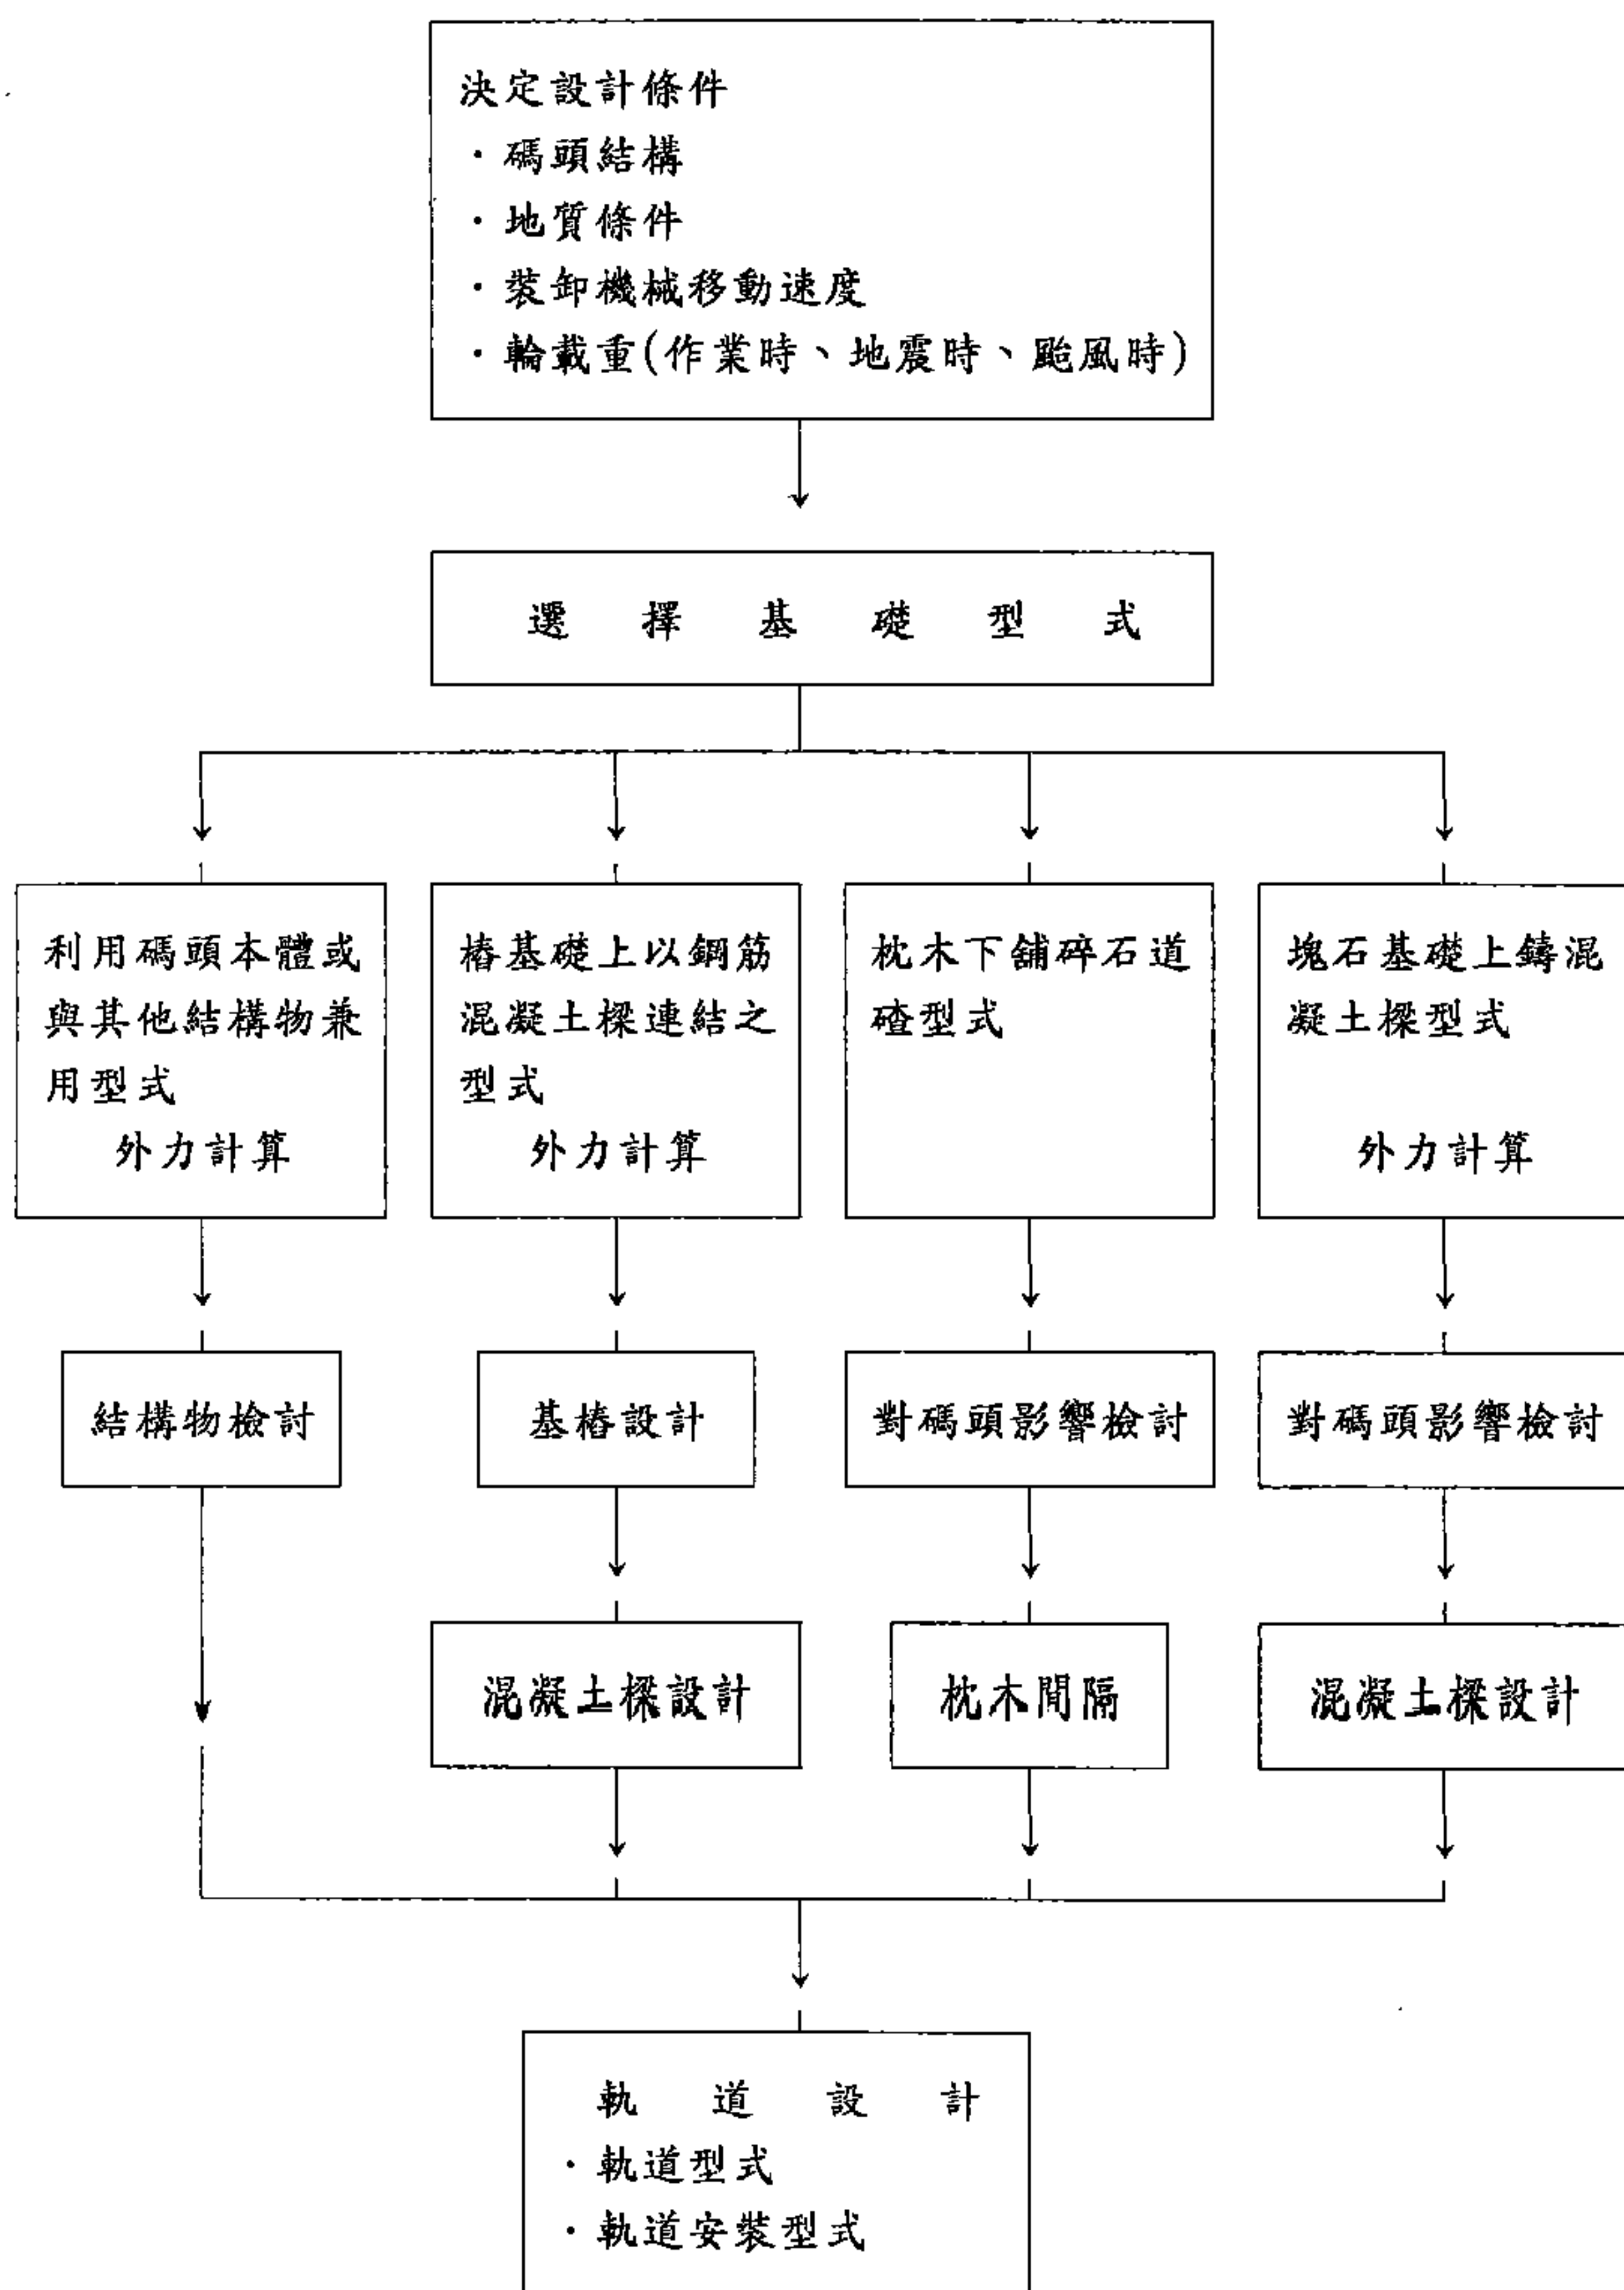 決定設計條件
・碼頭結構
・地質條件
・裝卸機械移動速度
・輪載重(作業時、地震時、颱風時)
選擇基礎型式
利用碼頭本體或
與其他結構物兼
用型式
外力計算
樁基礎上以鋼筋
混凝土樑連結之
型式
外力計算
枕木下舖碎石道
碴型式
塊石基礎上鑄混
凝土樑型式
外力計算
結構物檢討
基樁設計
對碼頭影響檢討
對碼頭影響檢討
混凝土樑設計
枕木間隔
混凝土樑設計
軌道設計
・軌道型式
・軌道安裝型式